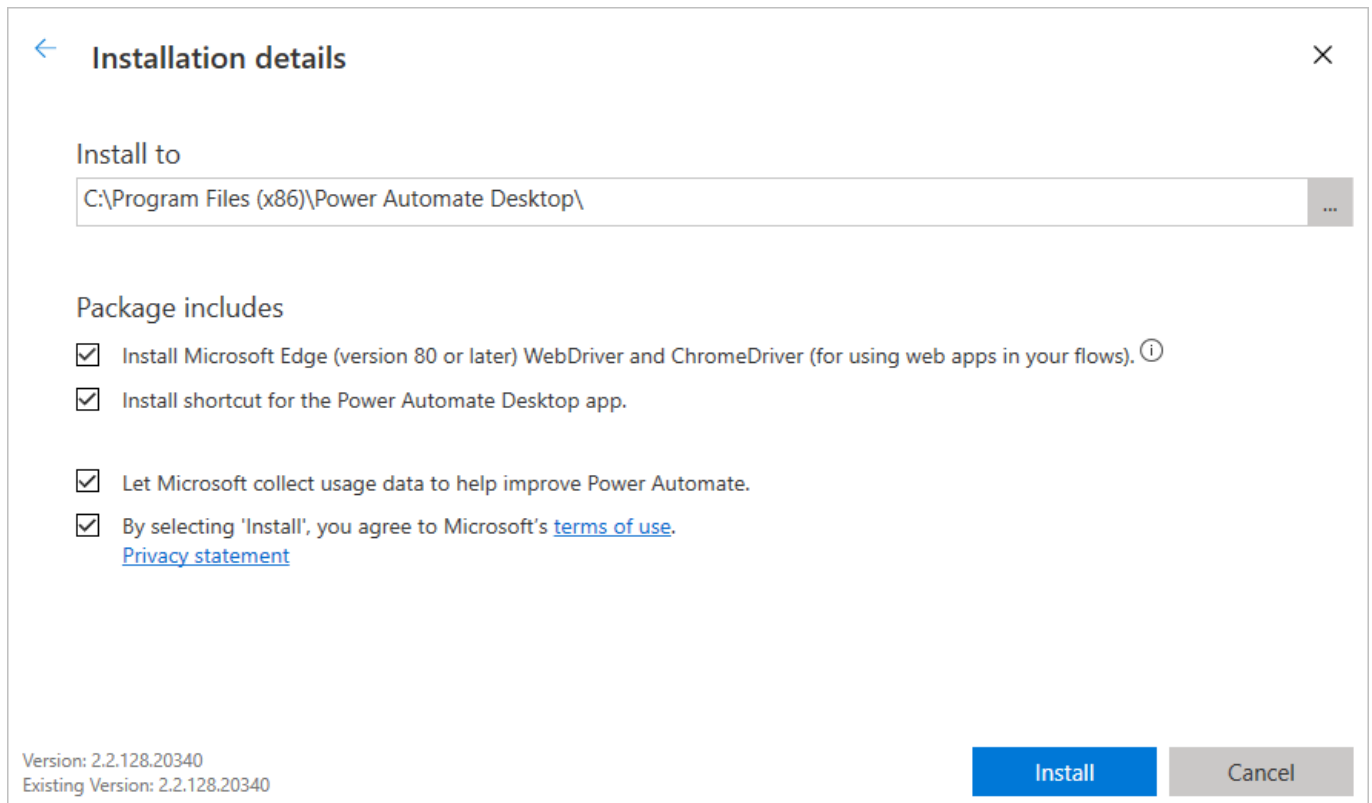 Installation details
Install to
C:\Program Files (x86)\Power Automate Desktop\
...
Package includes
Install Microsoft Edge (version 80 or later) WebDriver and ChromeDriver (for using web apps in your flows).
Install shortcut for the Power Automate Desktop app.
Let Microsoft collect usage data to help improve Power Automate.
By selecting 'Install', you agree to Microsoft’s terms of use.
Privacy statement
Version: 2.2.128.20340
Existing Version: 2.2.128.20340
Install
Cancel